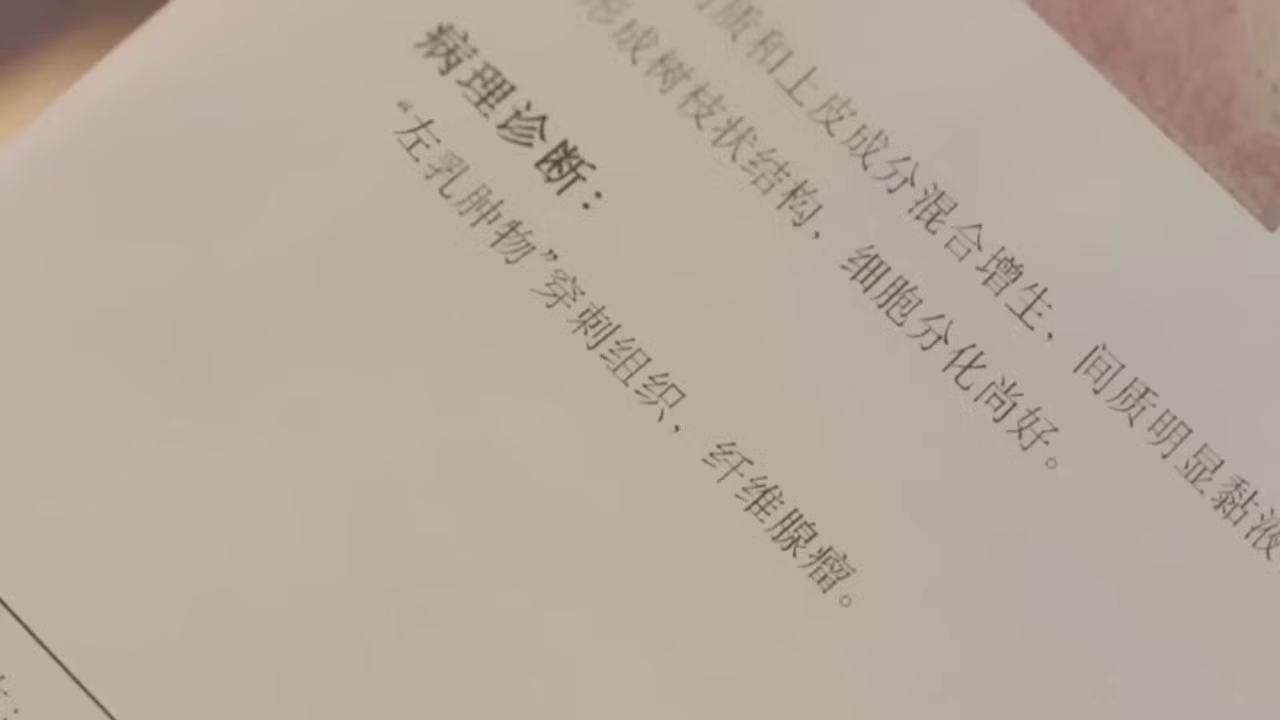 质和上皮成分混合增生，间质明显黏液
形成树枝状结构，细胞分化尚好。
病理诊断：
“左乳肿物”穿刺组织，纤维腺瘤。